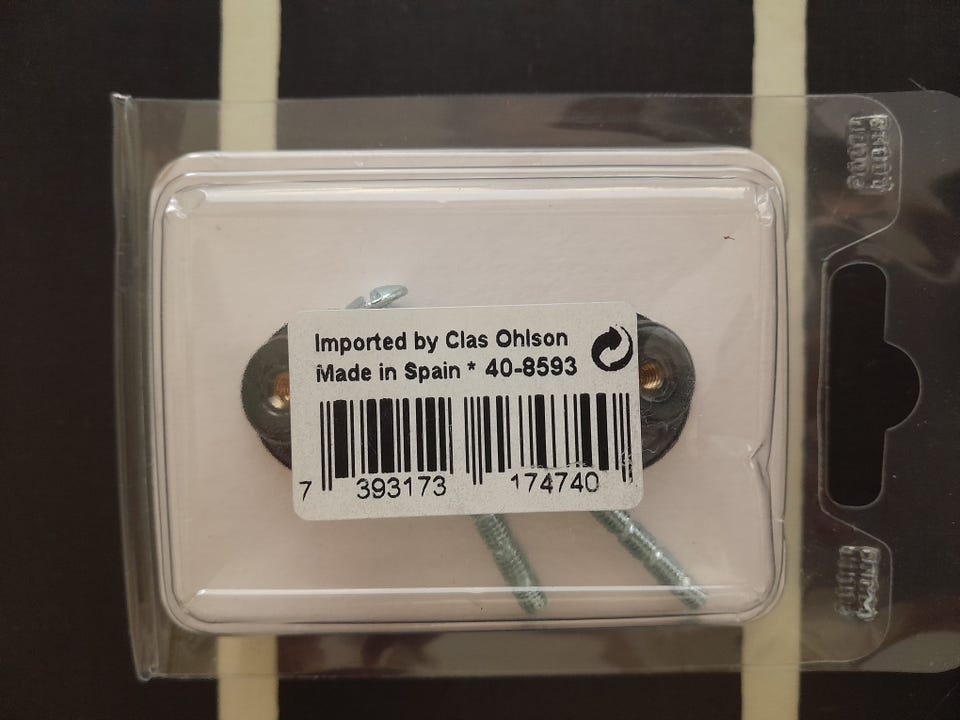 Imported by Clas Ohlson
Made in Spain * 40-8593
7 393173 174740